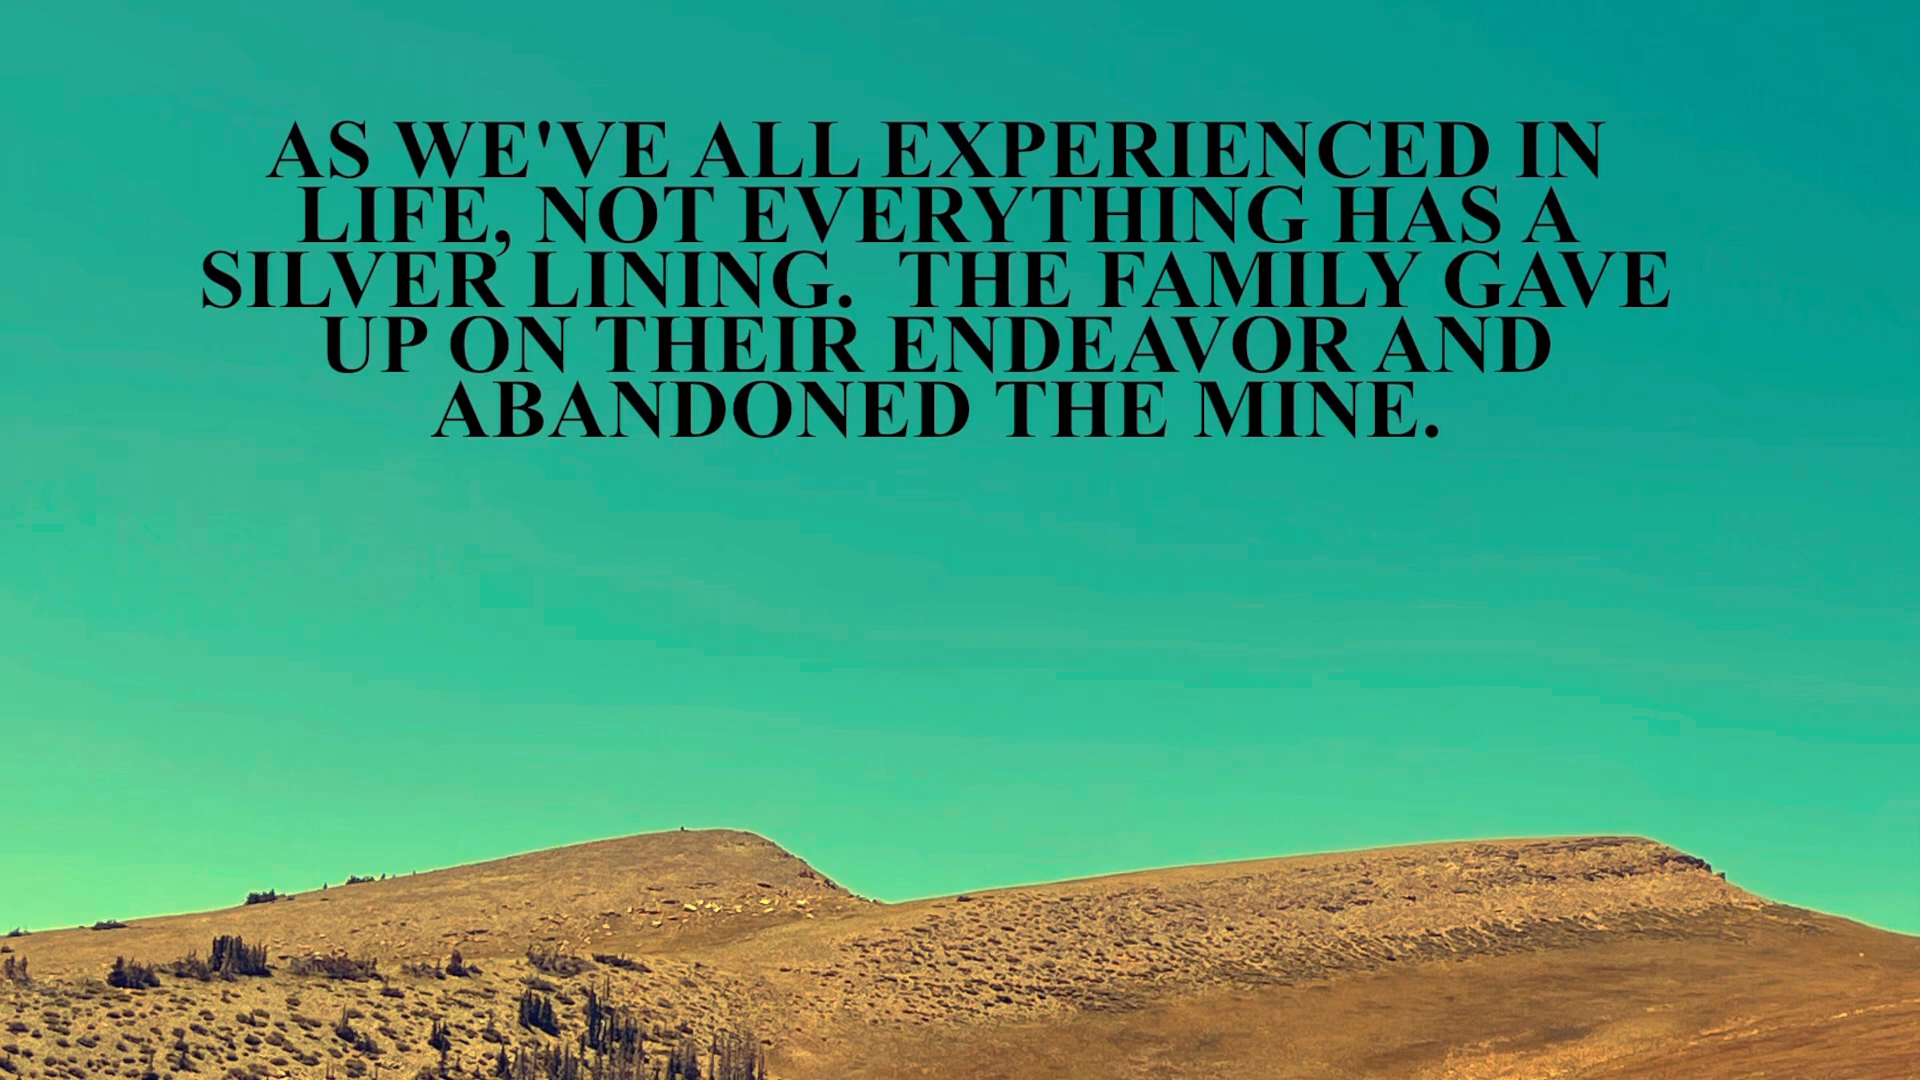 AS WE'VE ALL EXPERIENCED IN
LIFE, NOT EVERYTHING HAS A
SILVER LINING.  THE FAMILY GAVE
UP ON THEIR ENDEAVOR AND
ABANDONED THE MINE.